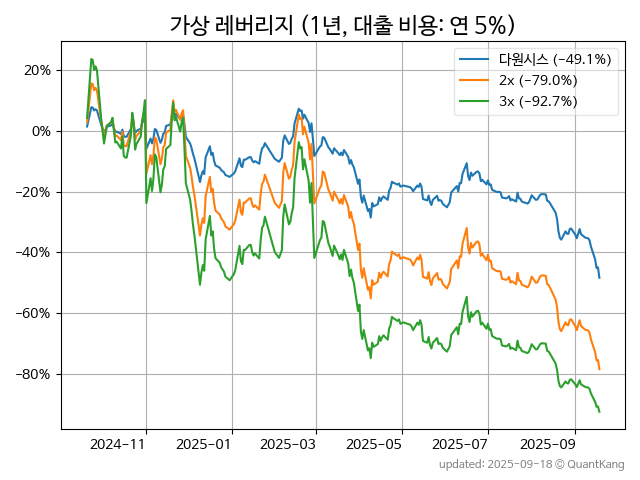 가상 레버리지 (1년, 대출 비용: 연 5%)
다원시스 (-49.1%)
2x (-79.0%)
3x (-92.7%)
20%
0%
-20%
-40%
-60%
-80%
2024-11 2025-01 2025-03 2025-05 2025-07 2025-09
updated: 2025-09-18 © QuantKang